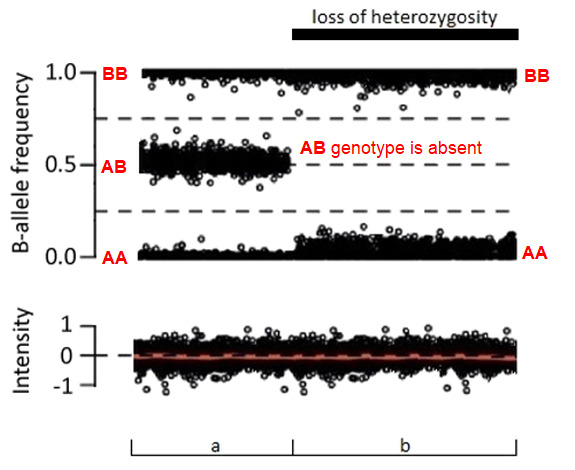 loss of heterozygosity
1.0
BB
BB
B-allele frequency
AB genotype is absent
0.5
AB
0.0
AA
AA
Intensity
1
0
-1
a
b